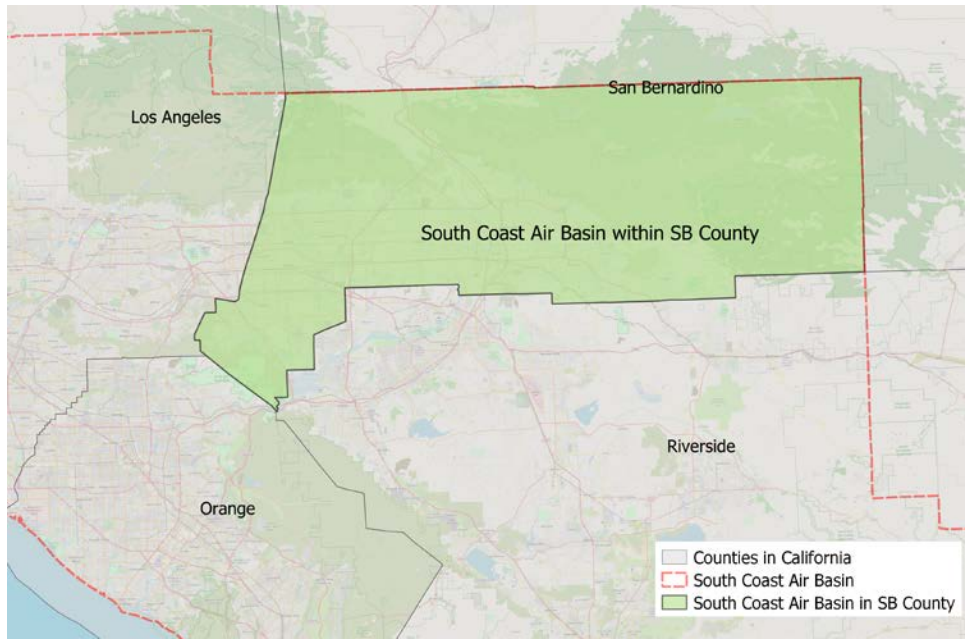 San Bernardino
Los Angeles
South Coast Air Basin within SB County
Riverside
Orange
Counties in California
South Coast Air Basin
South Coast Air Basin in SB County